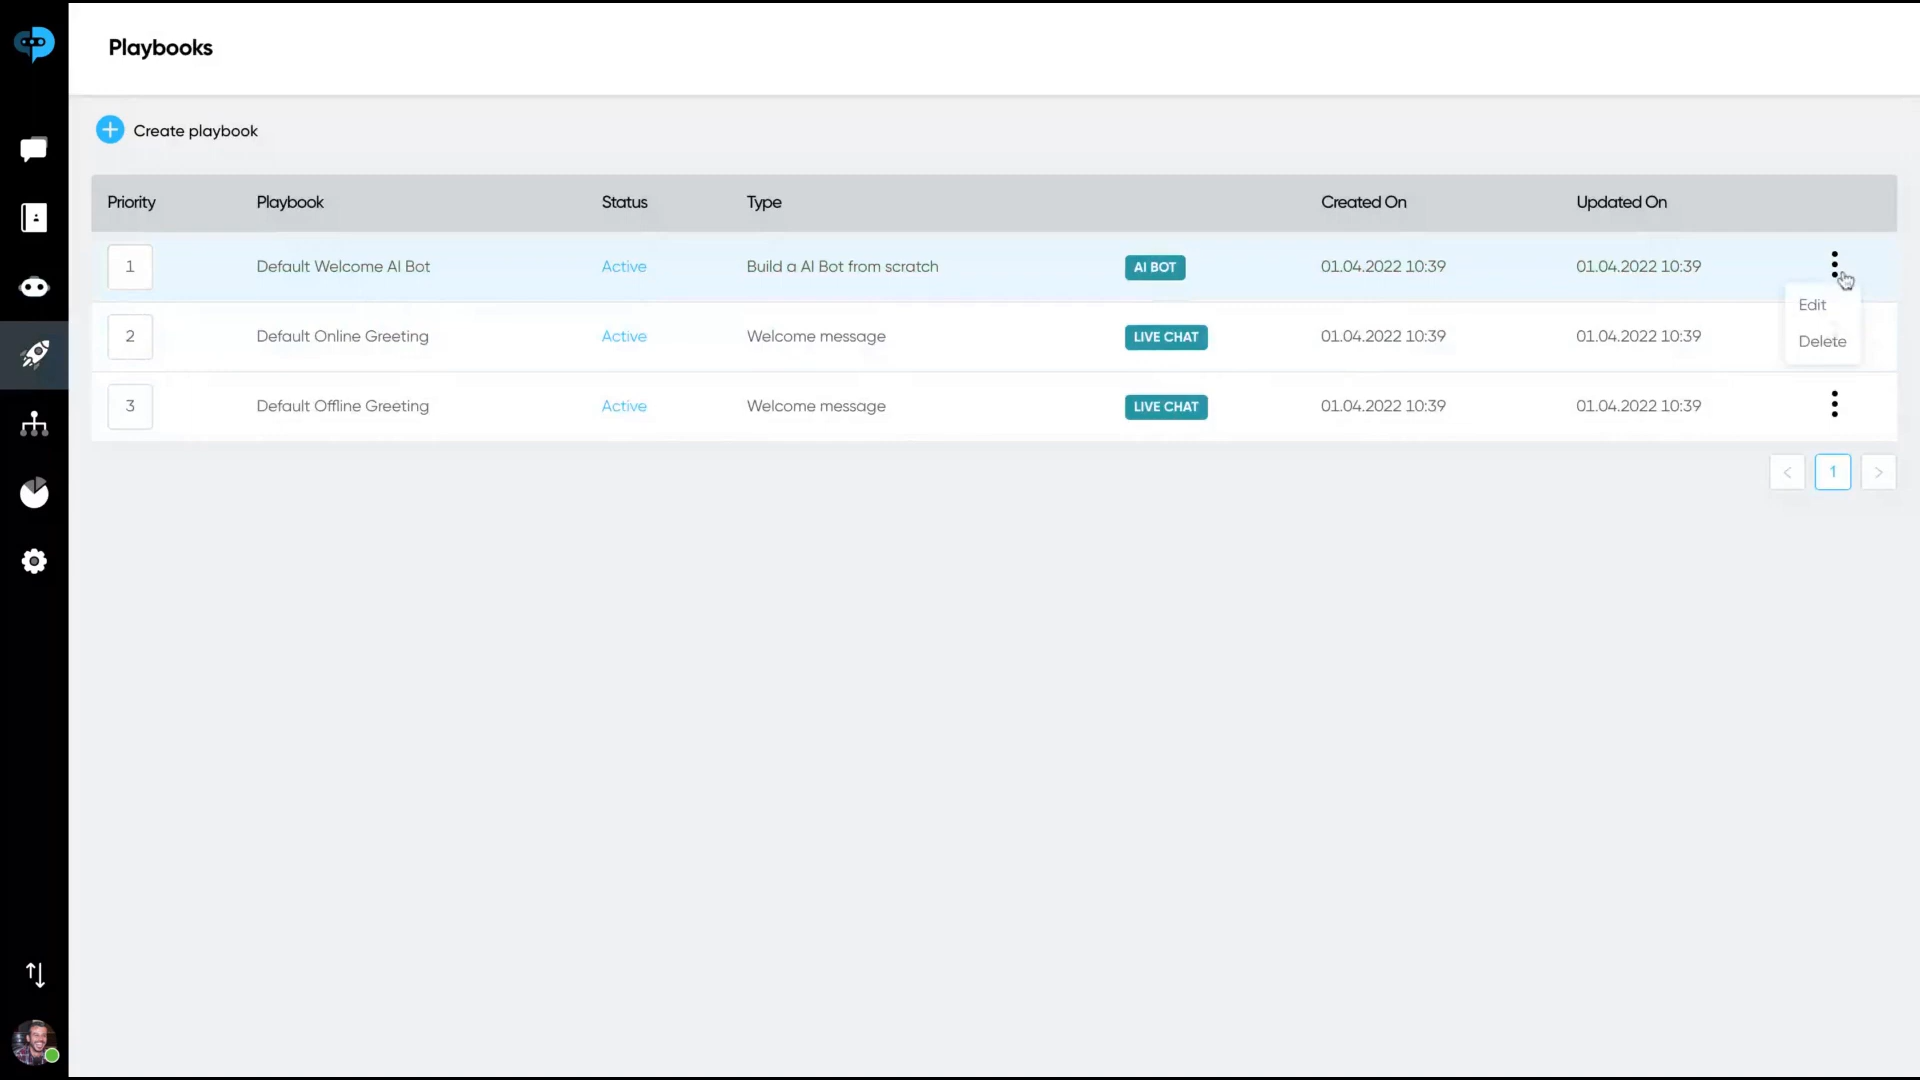 Playbooks
Create playbook
Priority Playbook Status Type Created On Updated On
1 Default Welcome AI Bot Active Build a AI Bot from scratch AI BOT 01.04.2022 10:39 01.04.2022 10:39
Edit
2 Default Online Greeting Active Welcome message LIVE CHAT 01.04.2022 10:39 01.04.2022 10:39
Delete
3 Default Offline Greeting Active Welcome message LIVE CHAT 01.04.2022 10:39 01.04.2022 10:39
< 1 >